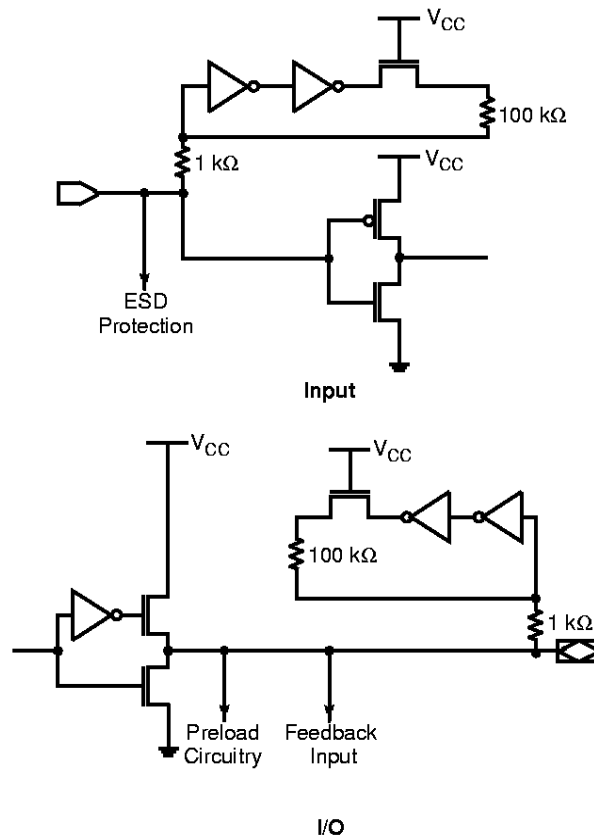 VCC
100 kΩ
1 kΩ
VCC
ESD
Protection
Input
VCC
VCC
100 kΩ
1 kΩ
Preload
Circuitry
Feedback
Input
I/O